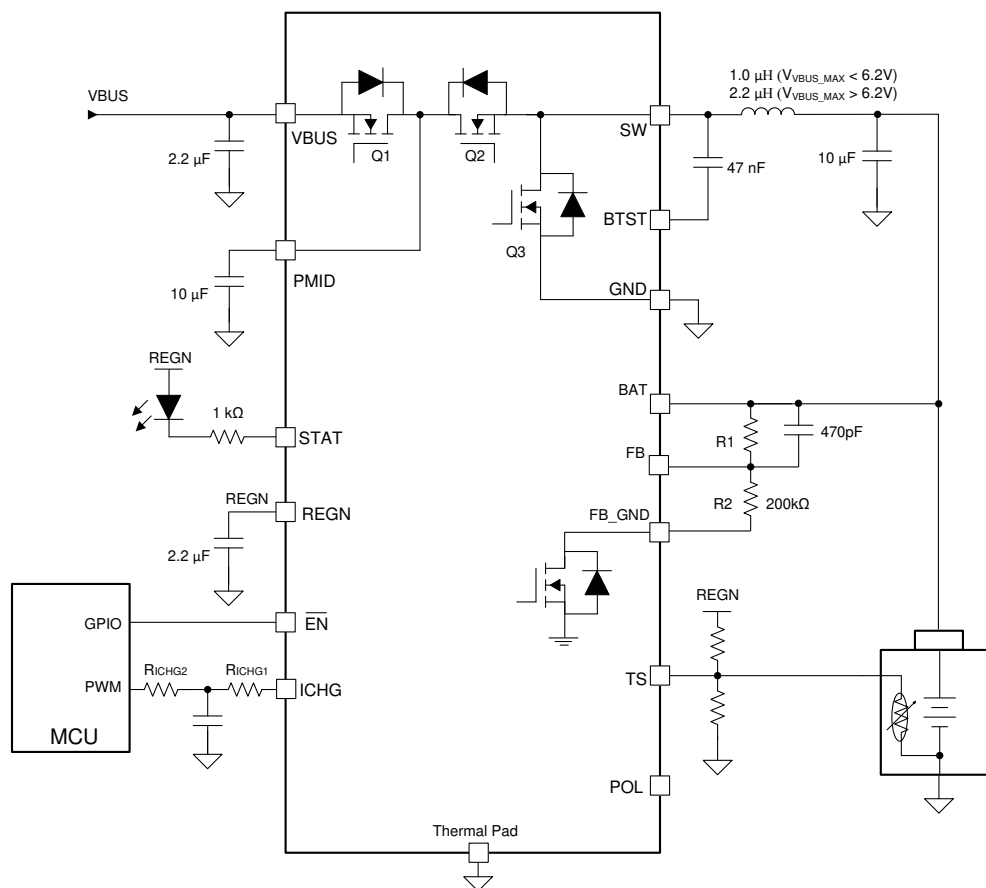 1.0 µH (VVBUS_MAX < 6.2V)
2.2 µH (VVBUS_MAX > 6.2V)
VBUS
VBUS
SW
Q1
Q2
2.2 µF
47 nF
10 µF
BTST
Q3
PMID
GND
10 µF
REGN
BAT
1 kΩ
STAT
R1
470pF
FB
REGN
REGN
R2
200kΩ
FB_GND
2.2 µF
REGN
GPIO
EN
PWM
RICHG2
RICHG1
ICHG
TS
MCU
POL
Thermal Pad